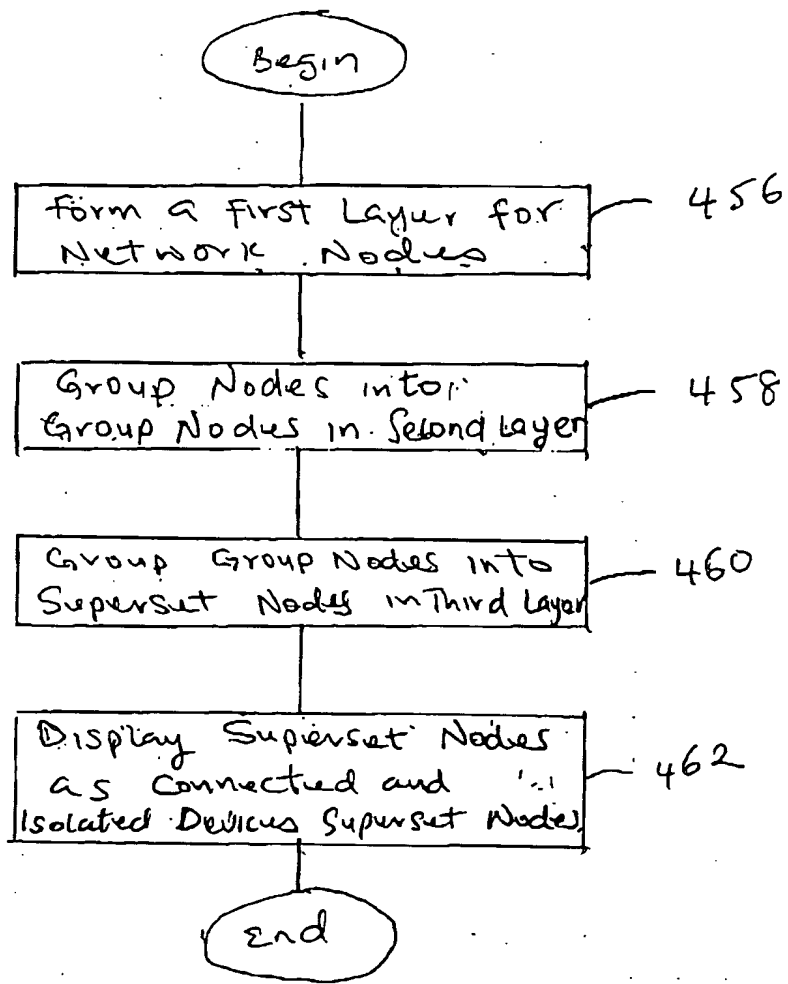 Begin
Form a First Layer for
Network Nodes
456
Group Nodes into
Group Nodes in Second Layer
458
Group Group Nodes into
Superset Nodes in Third Layer
460
Display Superset Nodes
as Connected and
Isolated Devices Superset Nodes
462
End